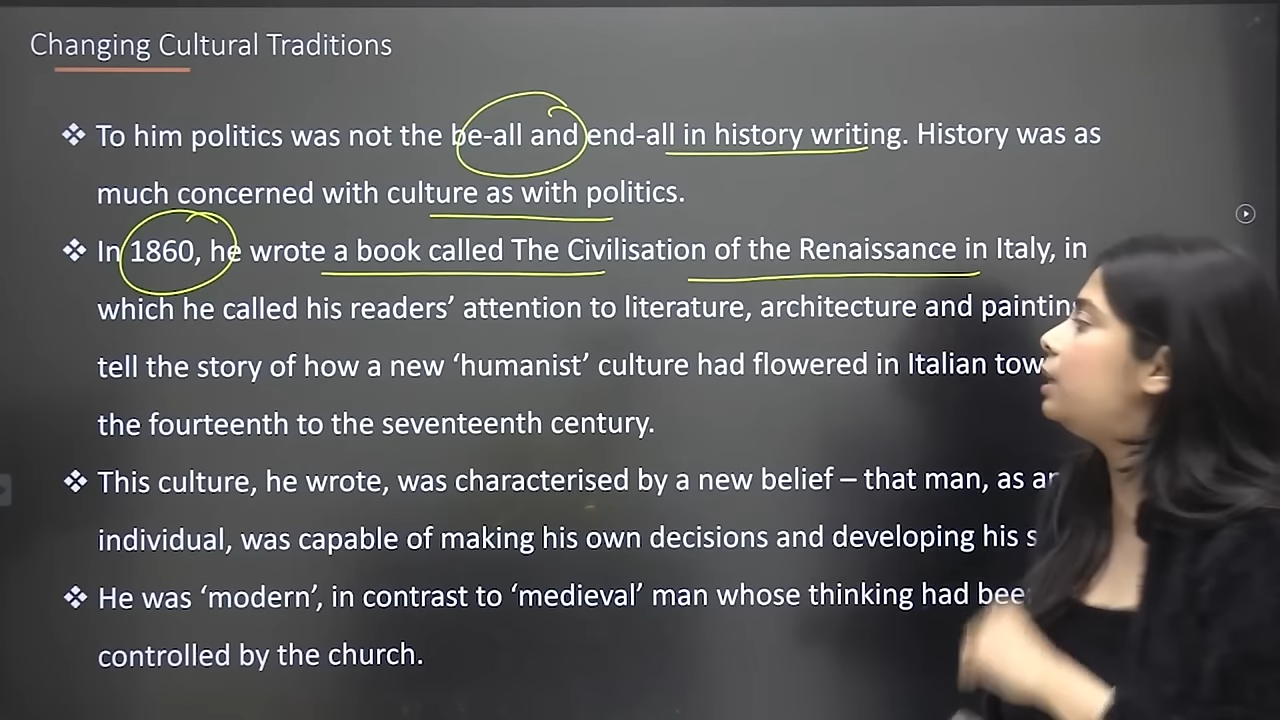 Changing Cultural Traditions
❖ To him politics was not the be-all and end-all in history writing. History was as
much concerned with culture as with politics.
❖ In 1860, he wrote a book called The Civilisation of the Renaissance in Italy, in
which he called his readers’ attention to literature, architecture and
tell the story of how a new ‘humanist’ culture had flowered in Italian
the fourteenth to the seventeenth century.
❖ This culture, he wrote, was characterised by a new belief – that man, as
individual, was capable of making his own decisions and developing his
❖ He was ‘modern’, in contrast to ‘medieval’ man whose thinking had
controlled by the church.